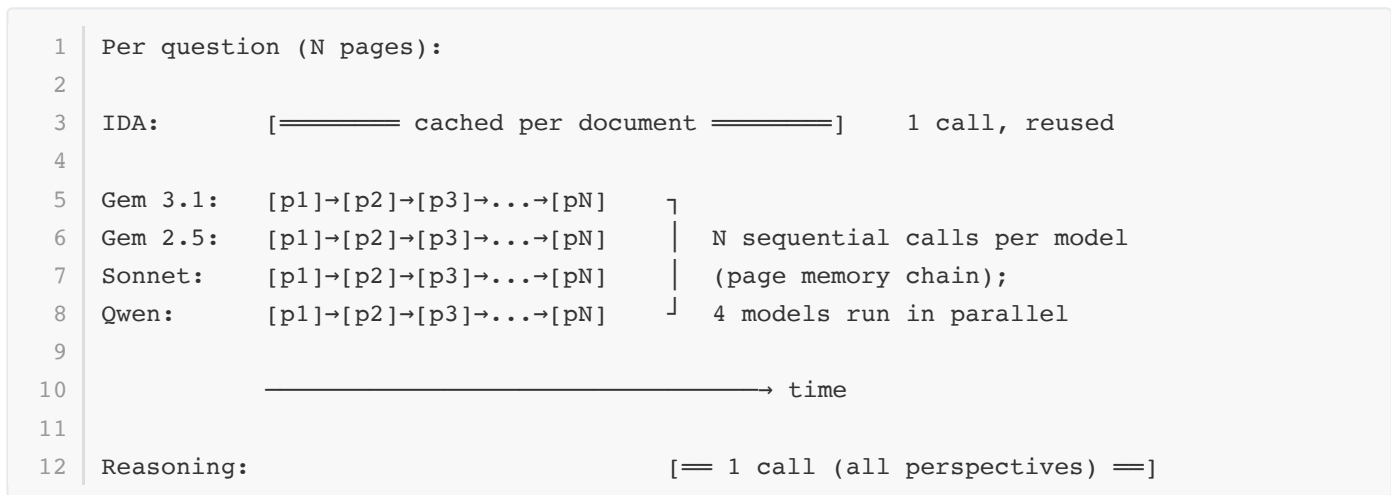 1 Per question (N pages):
2
3 IDA: [════════ cached per document ════════] 1 call, reused
4
5 Gem 3.1: [p1]→[p2]→[p3]→...→[pN] ┐
6 Gem 2.5: [p1]→[p2]→[p3]→...→[pN] │ N sequential calls per model
7 Sonnet: [p1]→[p2]→[p3]→...→[pN] │ (page memory chain);
8 Qwen: [p1]→[p2]→[p3]→...→[pN] ┘ 4 models run in parallel
9
10 ─────────────────────────────────→ time
11
12 Reasoning: [══ 1 call (all perspectives) ══]